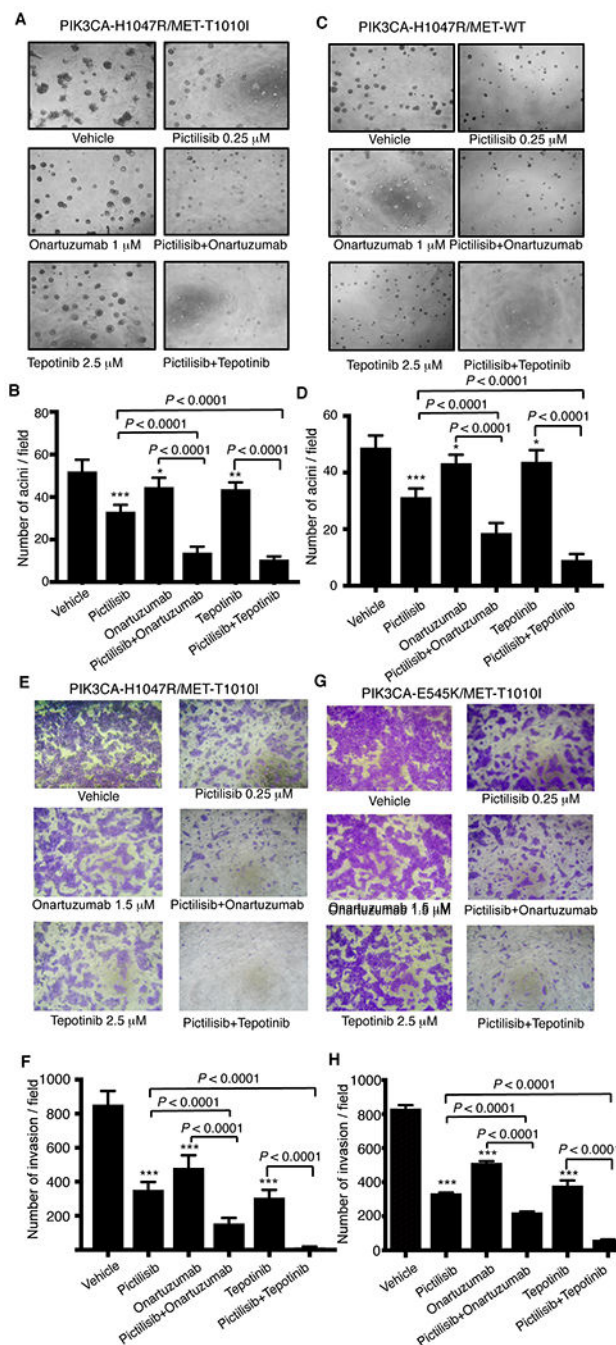 A
PIK3CA-H1047R/MET-T1010I
Vehicle
Pictilisib 0.25 μM
Onartuzumab 1 μM
Pictilisib+Onartuzumab
Tepotinib 2.5 μM
Pictilisib+Tepotinib
C
PIK3CA-H1047R/MET-WT
Vehicle
Pictilisib 0.25 μM
Onartuzumab 1 μM
Pictilisib+Onartuzumab
Tepotinib 2.5 μM
Pictilisib+Tepotinib
B
P < 0.0001
P < 0.0001
P < 0.0001
P < 0.0001
Number of acini / field
80
60
40
20
0
***
*
**
Vehicle
Pictilisib
Onartuzumab
Pictilisib+Onartuzumab
Tepotinib
Pictilisib+Tepotinib
D
P < 0.0001
P < 0.0001
P < 0.0001
P < 0.0001
Number of acini / field
60
40
20
0
***
*
*
Vehicle
Pictilisib
Onartuzumab
Pictilisib+Onartuzumab
Tepotinib
Pictilisib+Tepotinib
E
PIK3CA-H1047R/MET-T1010I
Vehicle
Pictilisib 0.25 μM
Onartuzumab 1.5 μM
Pictilisib+Onartuzumab
Tepotinib 2.5 μM
Pictilisib+Tepotinib
G
PIK3CA-E545K/MET-T1010I
Vehicle
Pictilisib 0.25 μM
Onartuzumab 1.5 μM
Pictilisib+Onartuzumab
Tepotinib 2.5 μM
Pictilisib+Tepotinib
F
P < 0.0001
P < 0.0001
P < 0.0001
P < 0.0001
Number of invasion / field
1000
800
600
400
200
***
***
***
Vehicle
Pictilisib
Onartuzumab
Pictilisib+Onartuzumab
Tepotinib
Pictilisib+Tepotinib
H
P < 0.0001
P < 0.0001
P < 0.0001
P < 0.0001
Number of invasion / field
1000
800
600
400
200
0
***
***
***
Vehicle
Pictilisib
Onartuzumab
Pictilisib+Onartuzumab
Tepotinib
Pictilisib+Tepotinib